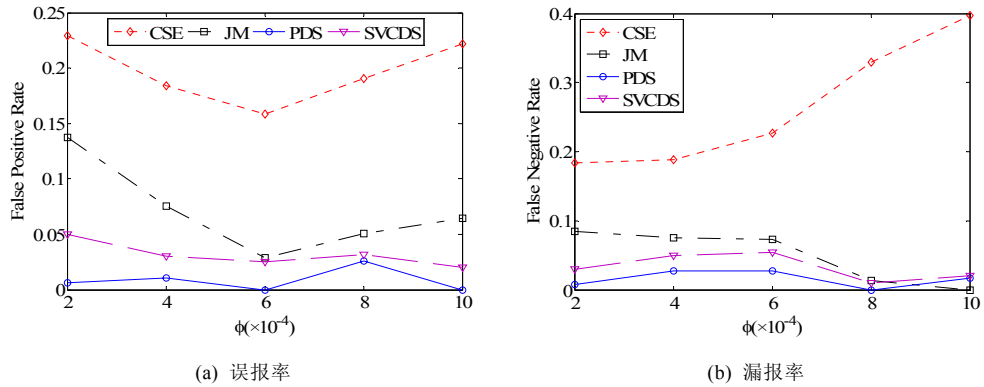 0.25
0.2
0.15
0.1
0.05
0
2
4
6
8
10
False Positive Rate
ϕ(×10⁻⁴)
CSE
JM
PDS
SVCDS
(a) 误报率
0.4
0.3
0.2
0.1
0
2
4
6
8
10
False Negative Rate
ϕ(×10⁻⁴)
CSE
JM
PDS
SVCDS
(b) 漏报率